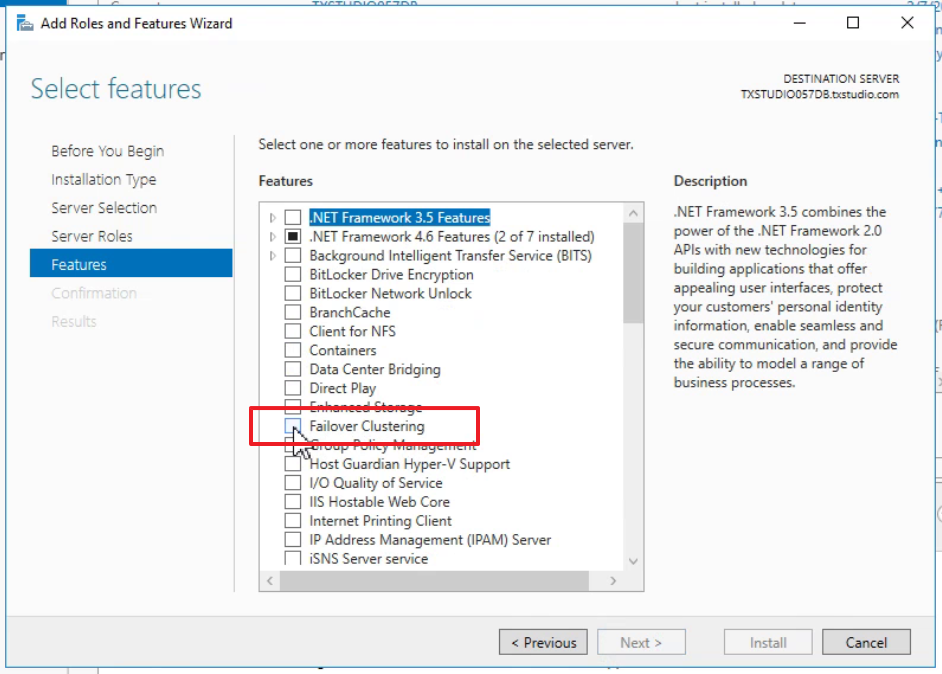 Add Roles and Features Wizard
Select features
DESTINATION SERVER
TXSTUDIO057DB.txstudio.com
Before You Begin
Installation Type
Server Selection
Server Roles
Features
Confirmation
Results
Select one or more features to install on the selected server.
Features
.NET Framework 3.5 Features
.NET Framework 4.6 Features (2 of 7 installed)
Background Intelligent Transfer Service (BITS)
BitLocker Drive Encryption
BitLocker Network Unlock
BranchCache
Client for NFS
Containers
Data Center Bridging
Direct Play
Enhanced Storage
Failover Clustering
Group Policy Management
Host Guardian Hyper-V Support
I/O Quality of Service
IIS Hostable Web Core
Internet Printing Client
IP Address Management (IPAM) Server
iSNS Server service
Description
.NET Framework 3.5 combines the
power of the .NET Framework 2.0
APIs with new technologies for
building applications that offer
appealing user interfaces, protect
your customers' personal identity
information, enable seamless and
secure communication, and provide
the ability to model a range of
business processes.
< Previous
Next >
Install
Cancel